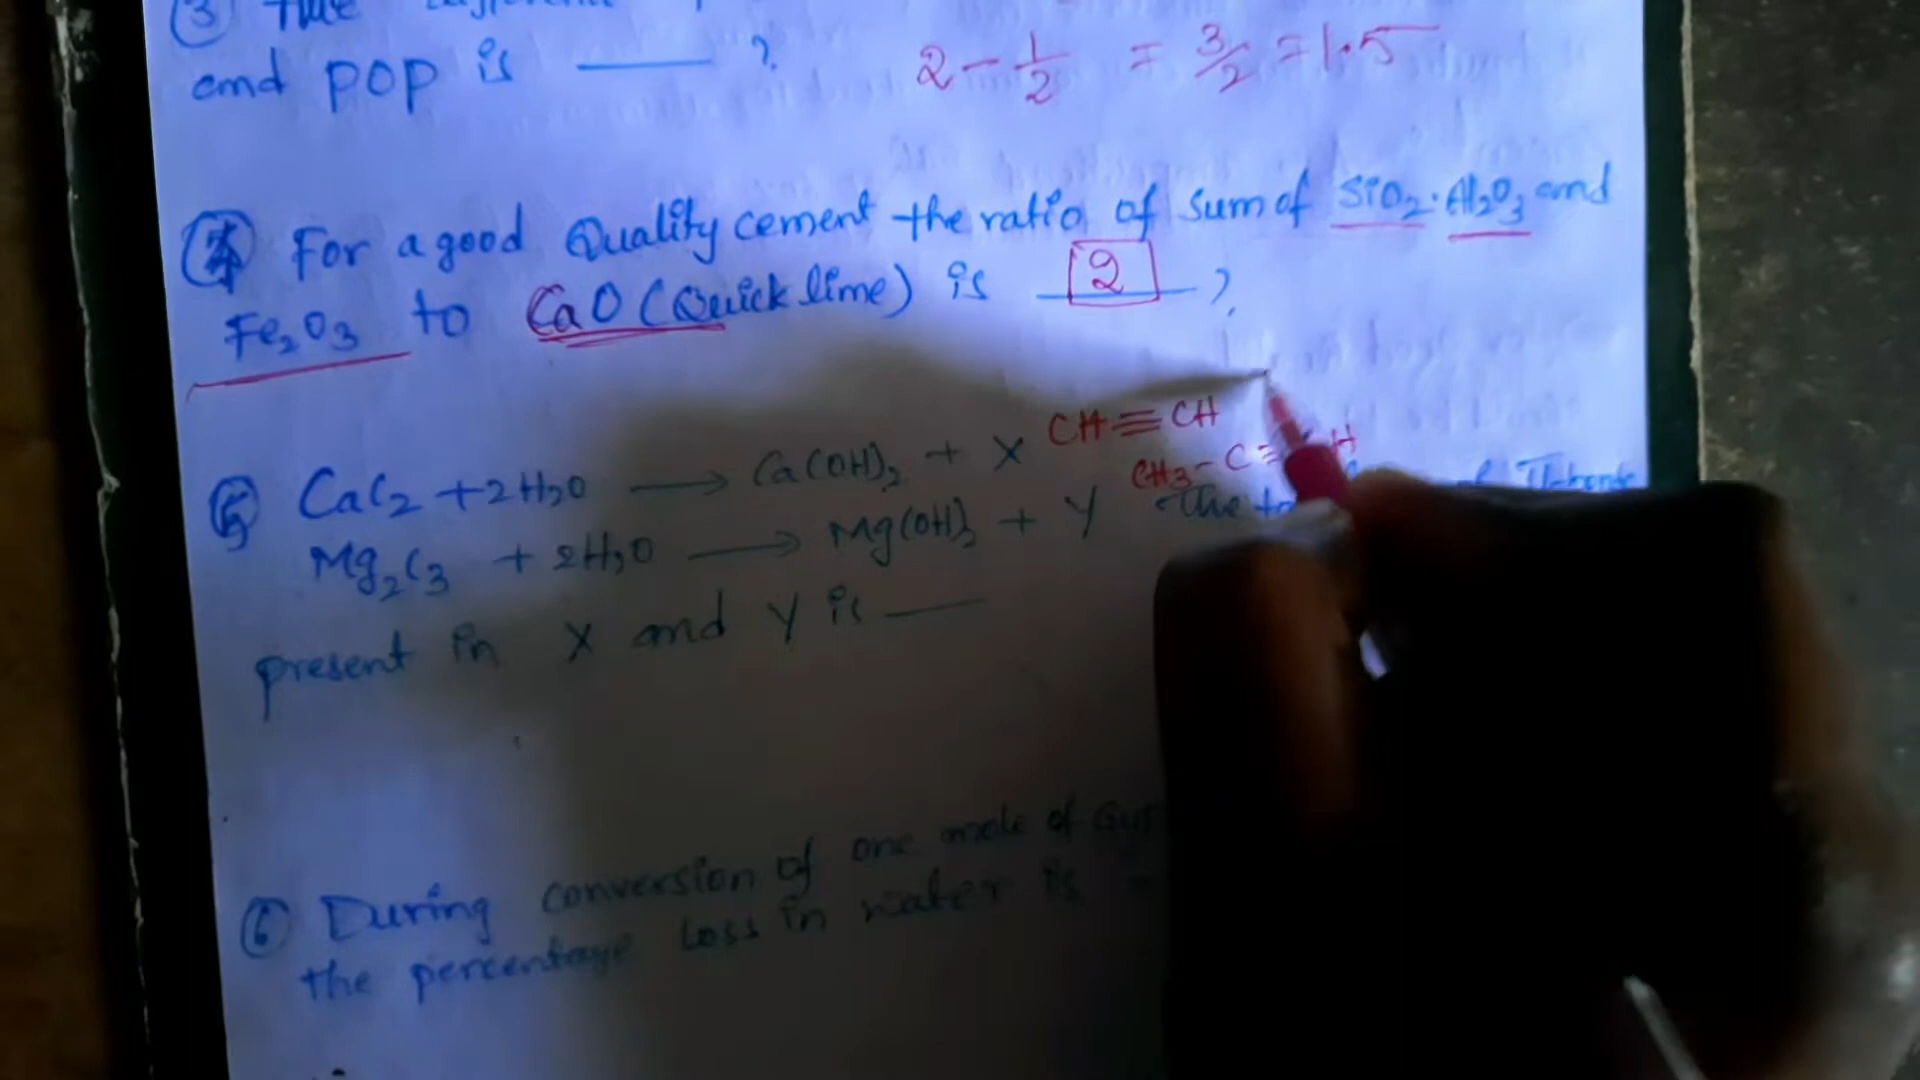 ③ The
and pop is ——— ? 2 - 1/2 = 3/2 = 1.5
④ For a good Quality cement the ratio of sum of SiO₂·Al₂O₃ and
Fe₂O₃ to CaO (Quick lime) is 2 ?
⑤ CaC₂ + 2H₂O ⟶ Ca(OH)₂ + X CH≡CH
CH₃-C
Mg₂C₃ + 2H₂O ⟶ Mg(OH)₂ + Y The
present in X and Y is ———
⑥ During conversion of one mole of
the percentage loss in water is